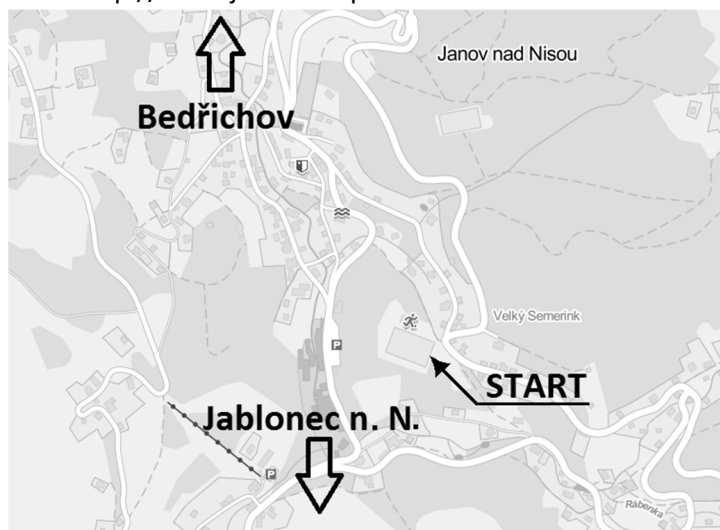 Janov nad Nisou
Bedřichov
Velký Semerink
P
START
Jablonec n. N.
P
Rábenka